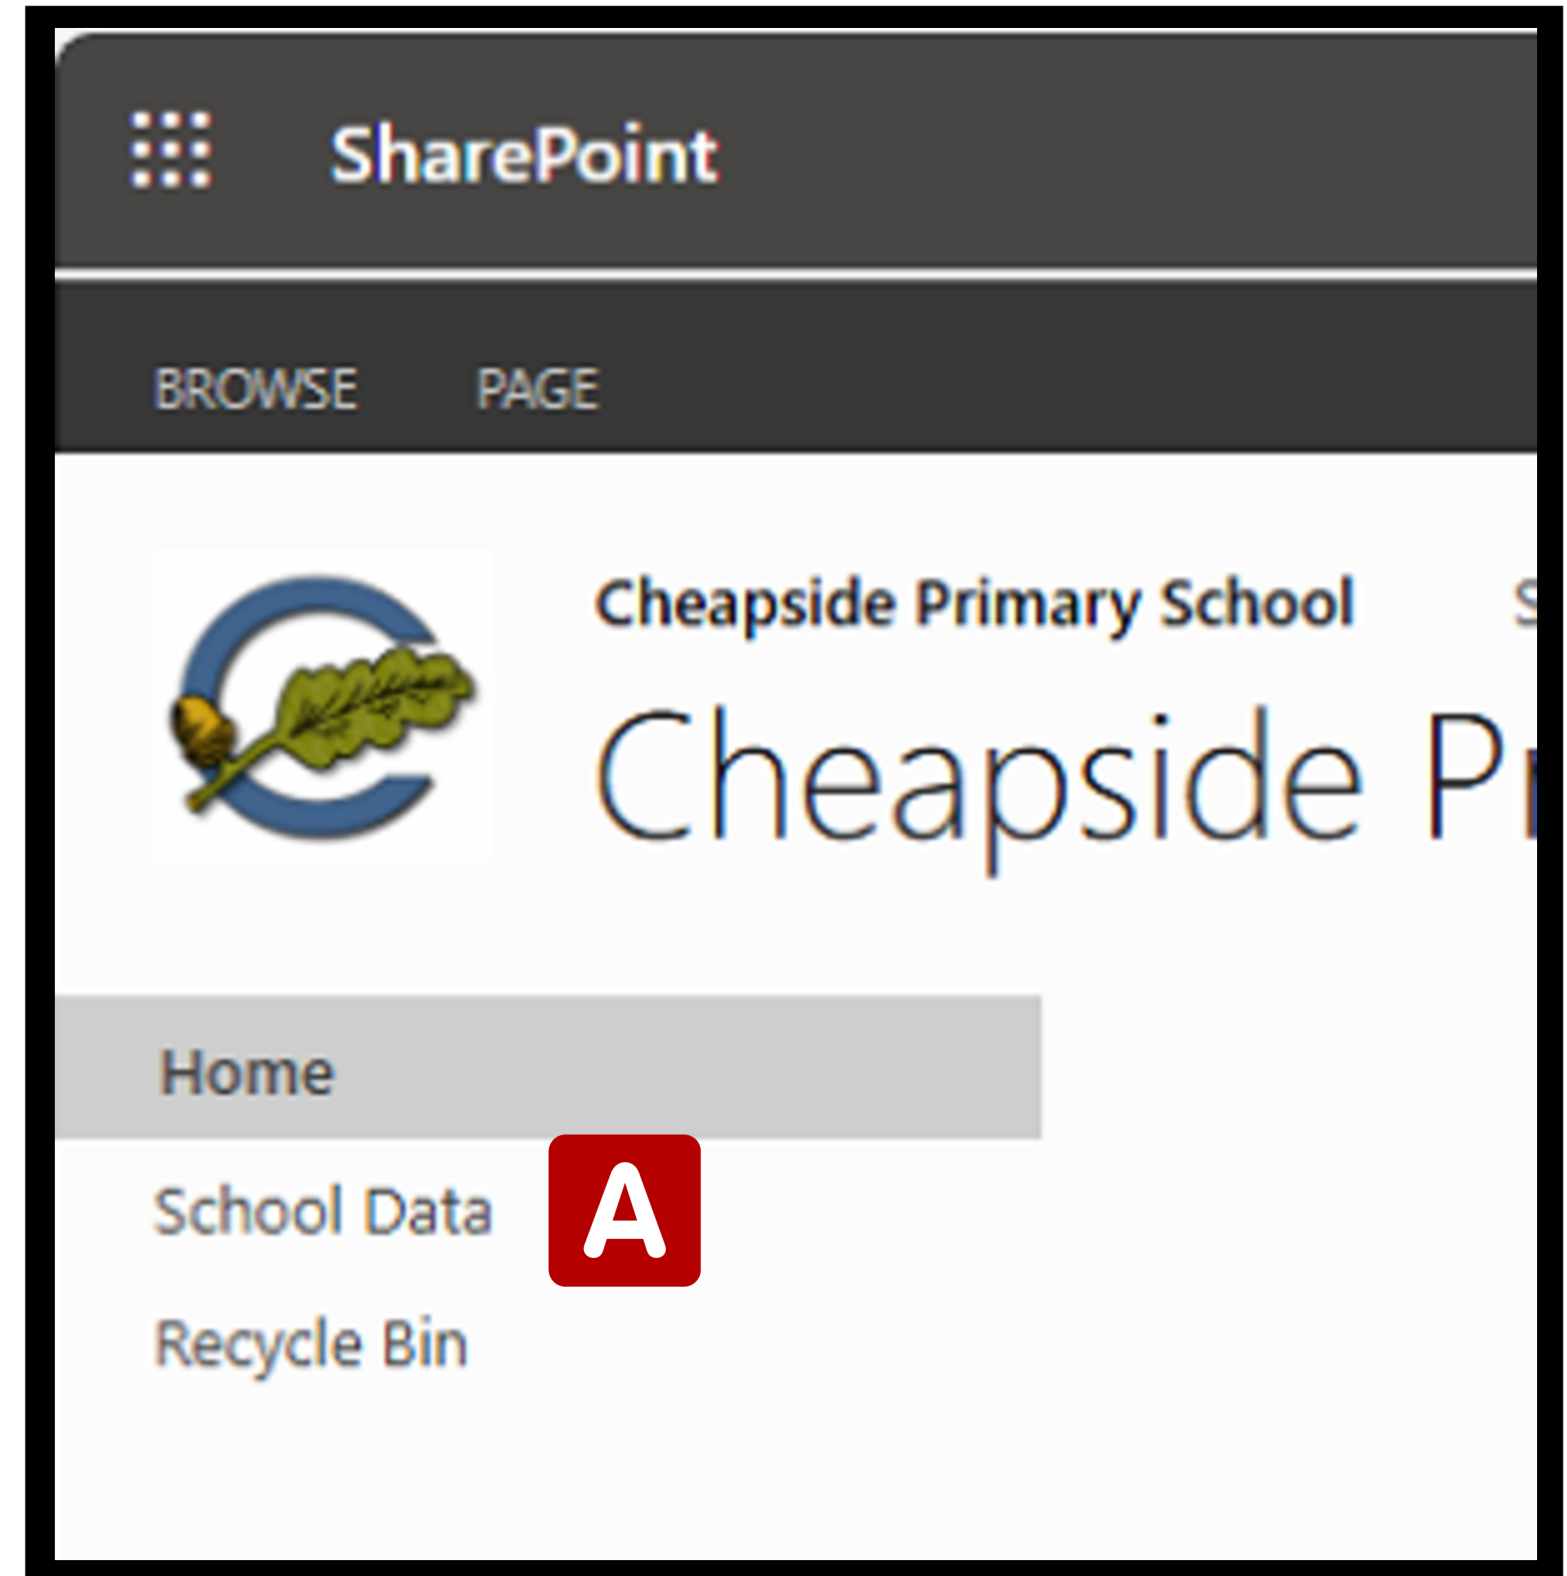 SharePoint
BROWSE PAGE
Cheapside Primary School
Cheapside
Home
School Data A
Recycle Bin